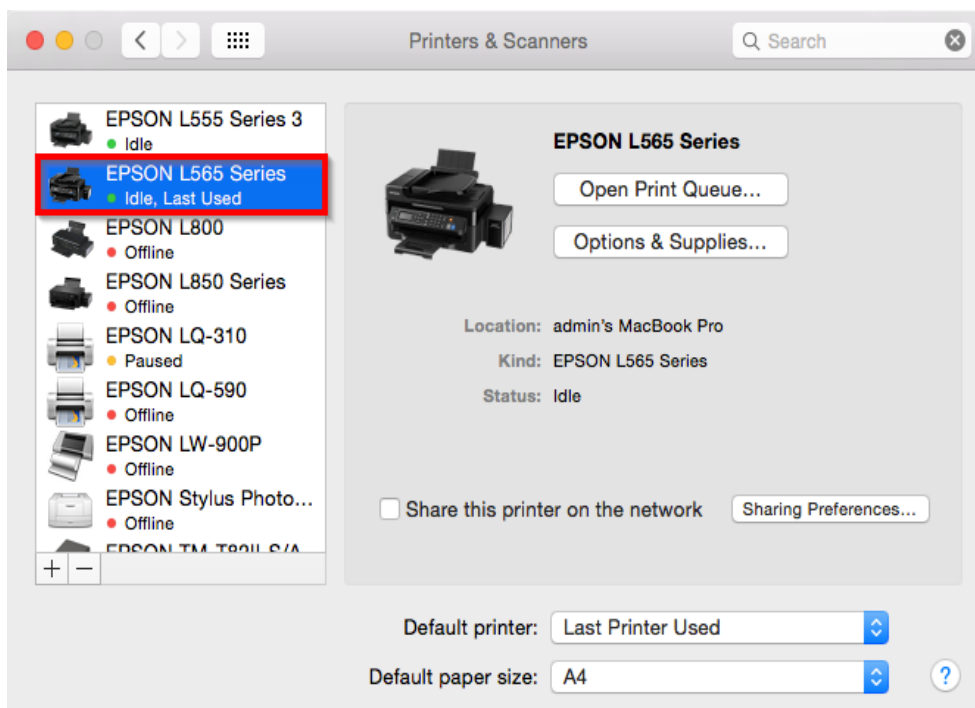 Printers & Scanners
Search
EPSON L555 Series 3
Idle
EPSON L565 Series
Idle, Last Used
EPSON L800
Offline
EPSON L850 Series
Offline
EPSON LQ-310
Paused
EPSON LQ-590
Offline
EPSON LW-900P
Offline
EPSON Stylus Photo...
Offline
EPSON TM-T82II-S/A
+ −
EPSON L565 Series
Open Print Queue...
Options & Supplies...
Location: admin's MacBook Pro
Kind: EPSON L565 Series
Status: Idle
Share this printer on the network
Sharing Preferences...
Default printer: Last Printer Used
Default paper size: A4
?